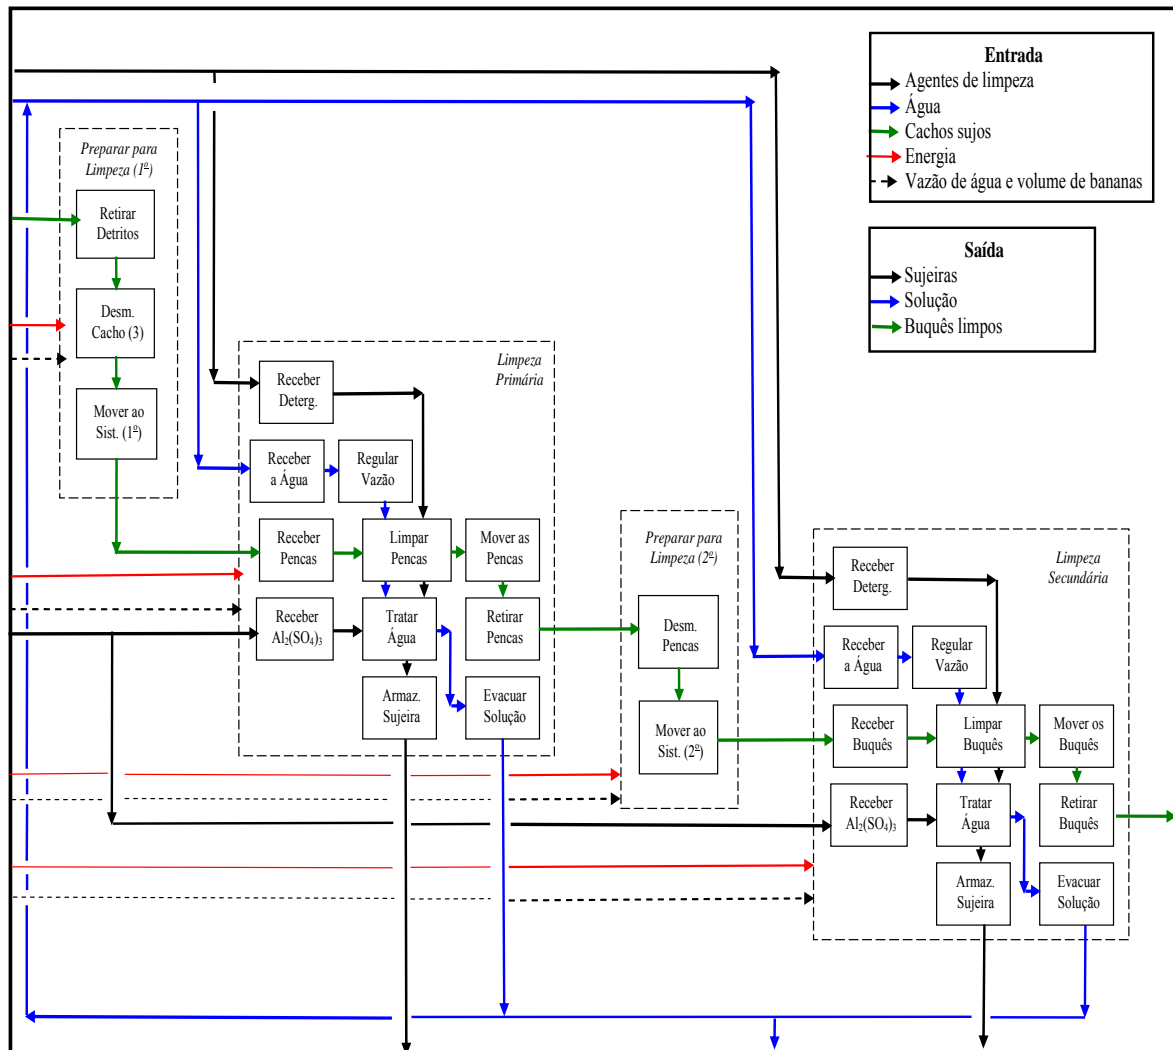 Entrada
Agentes de limpeza
Água
Cachos sujos
Energia
Vazão de água e volume de bananas
Saída
Sujeiras
Solução
Buquês limpos
Preparar para
Limpeza (1º)
Retirar
Detritos
Desm.
Cacho (3)
Mover ao
Sist. (1º)
Limpeza
Primária
Receber
Deterg.
Receber
a Água
Regular
Vazão
Receber
Pencas
Limpar
Pencas
Mover as
Pencas
Receber
Al₂(SO₄)₃
Tratar
Água
Retirar
Pencas
Armaz.
Sujeira
Evacuar
Solução
Preparar para
Limpeza (2º)
Desm.
Pencas
Mover ao
Sist. (2º)
Limpeza
Secundária
Receber
Deterg.
Receber
a Água
Regular
Vazão
Receber
Buquês
Limpar
Buquês
Mover os
Buquês
Receber
Al₂(SO₄)₃
Tratar
Água
Retirar
Buquês
Armaz.
Sujeira
Evacuar
Solução